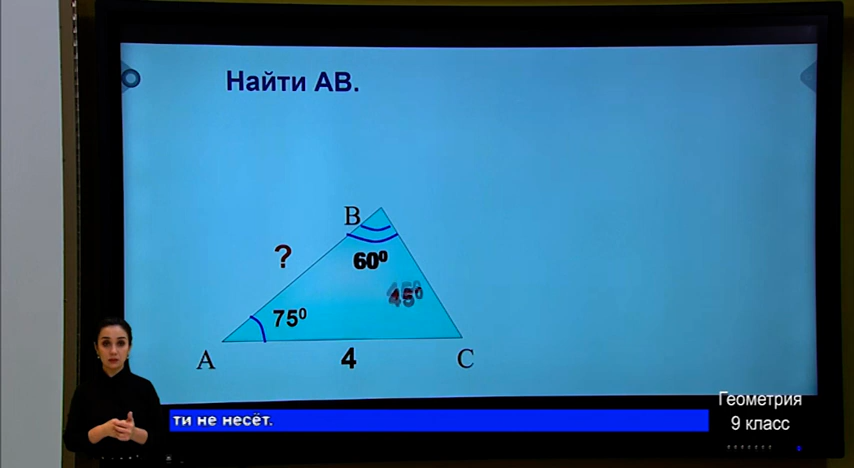 Найти АВ.
B
?
60⁰
45⁰
75⁰
A
4
C
ти не несёт.
Геометрия
9 класс